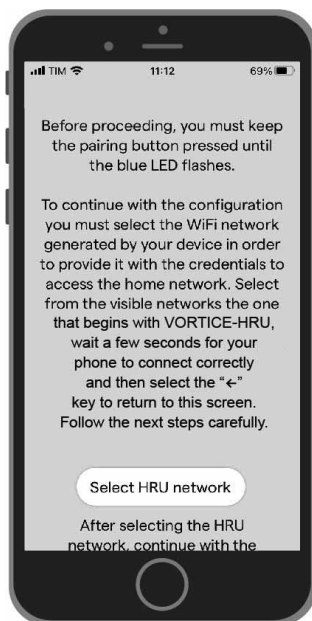 TIM 11:12 69%
Before proceeding, you must keep
the pairing button pressed until
the blue LED flashes.
To continue with the configuration
you must select the WiFi network
generated by your device in order
to provide it with the credentials to
access the home network. Select
from the visible networks the one
that begins with VORTICE-HRU,
wait a few seconds for your
phone to connect correctly
and then select the “←”
key to return to this screen.
Follow the next steps carefully.
Select HRU network
After selecting the HRU
network, continue with the